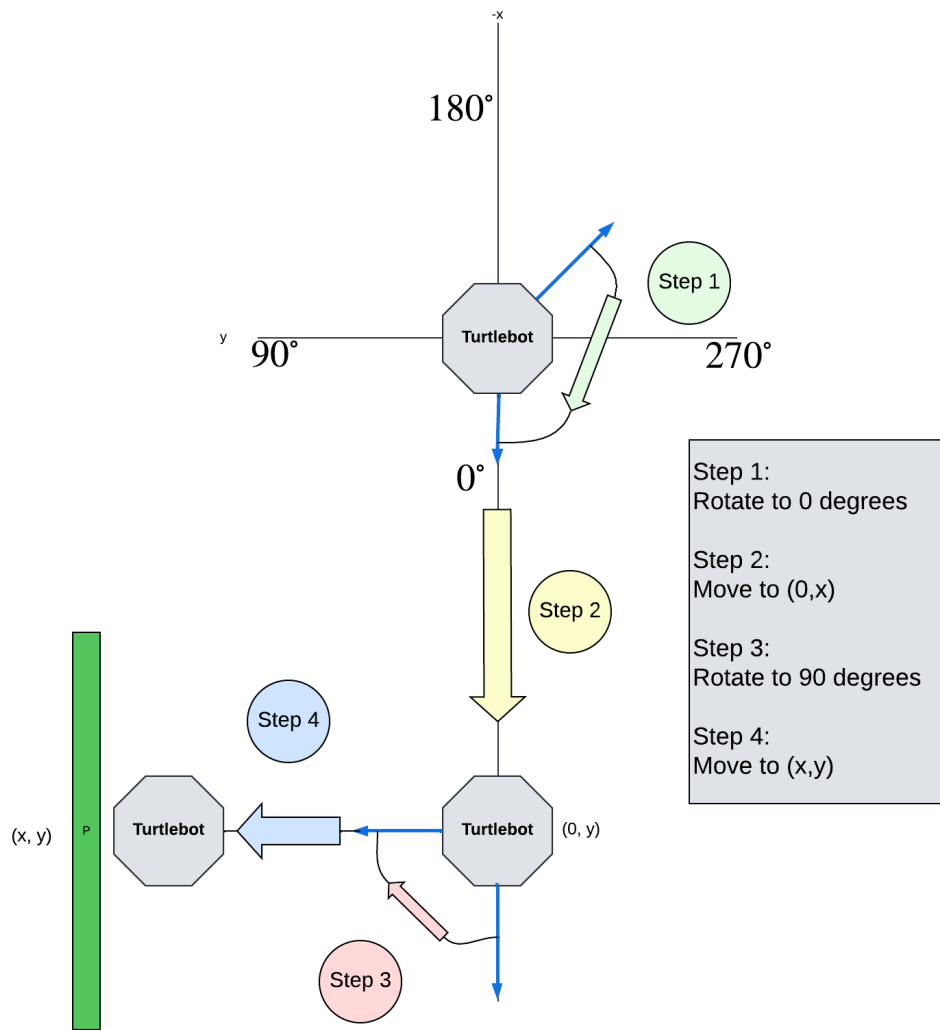 -x
180°
Step 1
Turtlebot
y
90°
270°
0°
Step 1:
Rotate to 0 degrees
Step 2:
Move to (0,x)
Step 3:
Rotate to 90 degrees
Step 4:
Move to (x,y)
Step 2
Step 4
(x, y)
P
Turtlebot
Turtlebot
(0, y)
Step 3